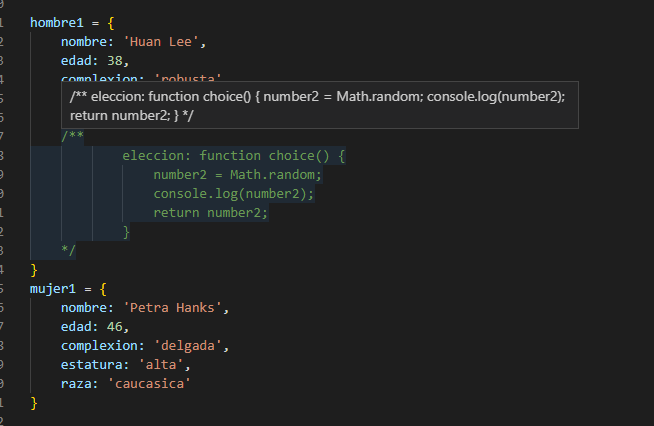 hombre1 = {
nombre: 'Huan Lee',
edad: 38,
complexion: 'robusta'
/** eleccion: function choice() { number2 = Math.random; console.log(number2);
return number2; } */
/**
eleccion: function choice() {
number2 = Math.random;
console.log(number2);
return number2;
}
*/
}
mujer1 = {
nombre: 'Petra Hanks',
edad: 46,
complexion: 'delgada',
estatura: 'alta',
raza: 'caucasica'
}